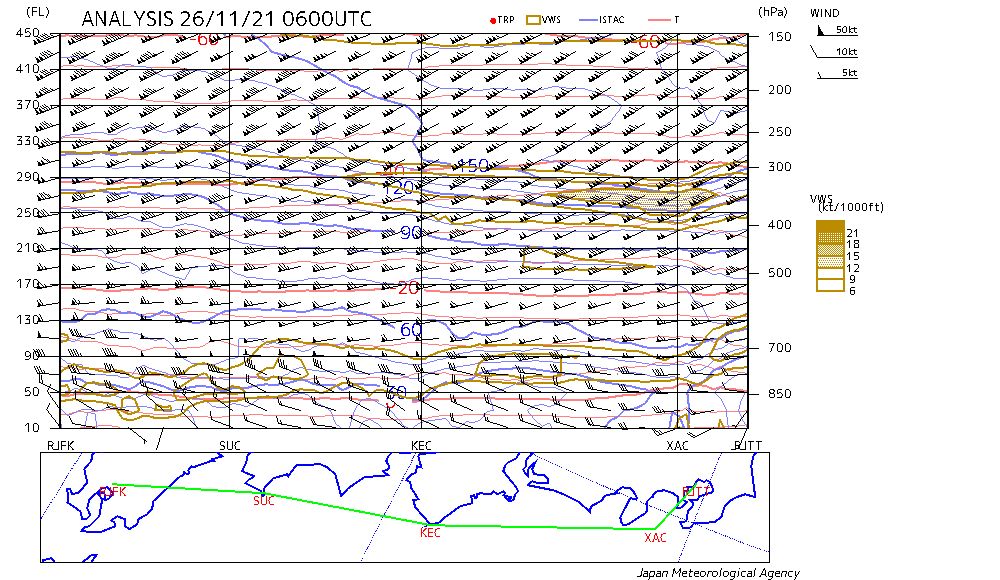 (FL) ANALYSIS 26/11/21 0600UTC TRP VWS ISTAC T (hPa) WIND
450 150
50kt
10kt
5kt
410
370 200
330 250
290 300
250 400
210 500
170
130 700
90
50 850
10
-60 60
150
120
90
20
60
60
VWS
(kt/1000ft)
21
18
15
12
9
6
RJFK SUC KEC XAC RJTT
RJFK SUC KEC XAC RJTT
Japan Meteorological Agency